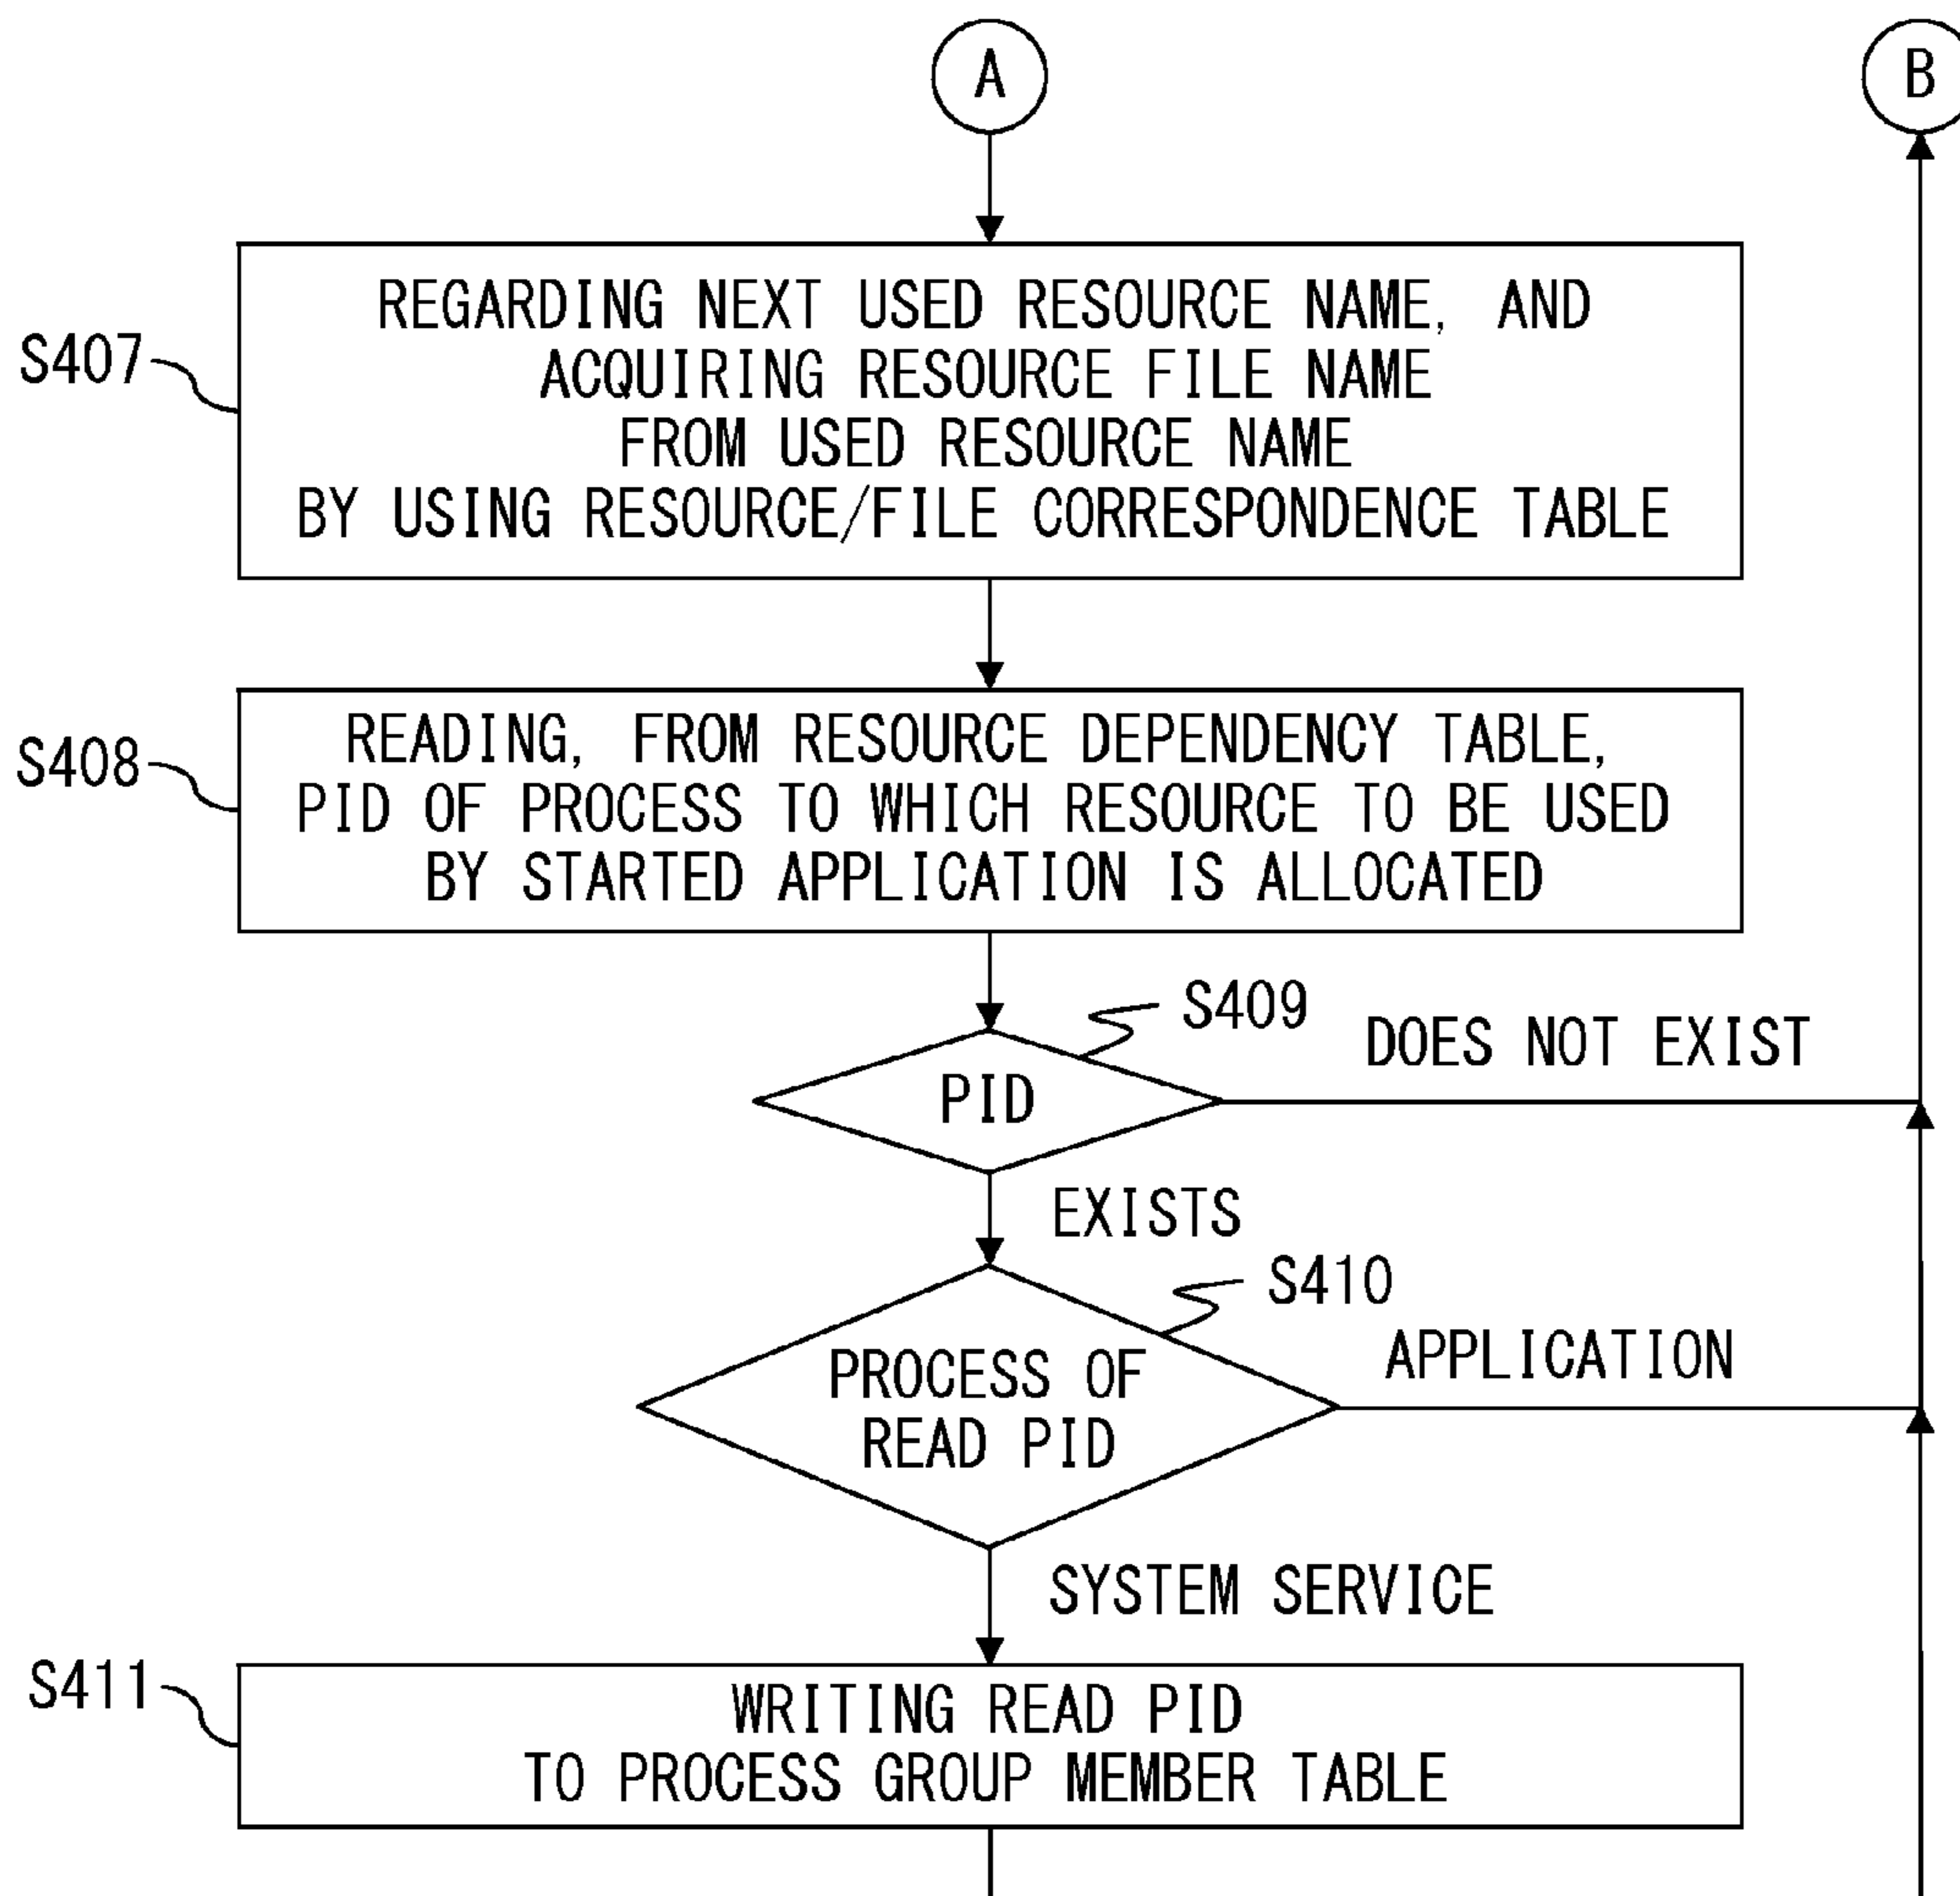 A
B
S407
REGARDING NEXT USED RESOURCE NAME, AND
ACQUIRING RESOURCE FILE NAME
FROM USED RESOURCE NAME
BY USING RESOURCE/FILE CORRESPONDENCE TABLE
S408
READING, FROM RESOURCE DEPENDENCY TABLE,
PID OF PROCESS TO WHICH RESOURCE TO BE USED
BY STARTED APPLICATION IS ALLOCATED
S409
DOES NOT EXIST
PID
EXISTS
S410
APPLICATION
PROCESS OF
READ PID
SYSTEM SERVICE
S411
WRITING READ PID
TO PROCESS GROUP MEMBER TABLE